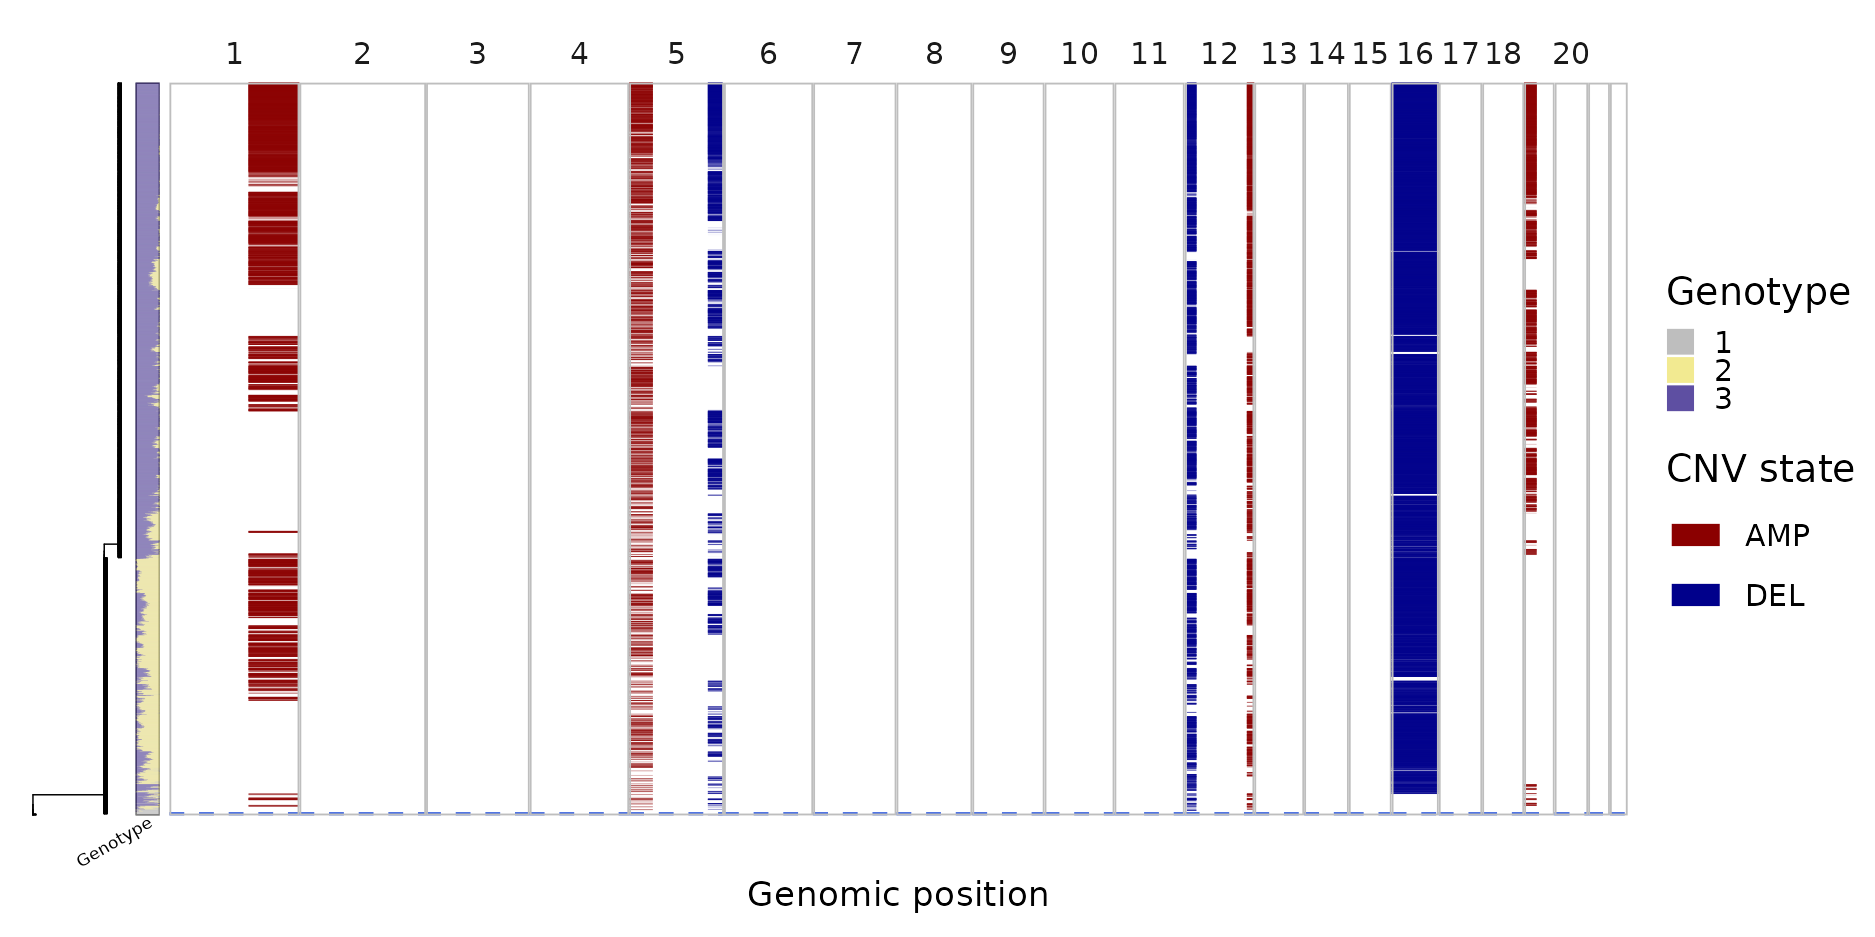 1 2 3 4 5 6 7 8 9 10 11 12 13 14 15 16 17 18 20
Genotype
1
2
3
CNV state
AMP
DEL
Genotype
Genomic position